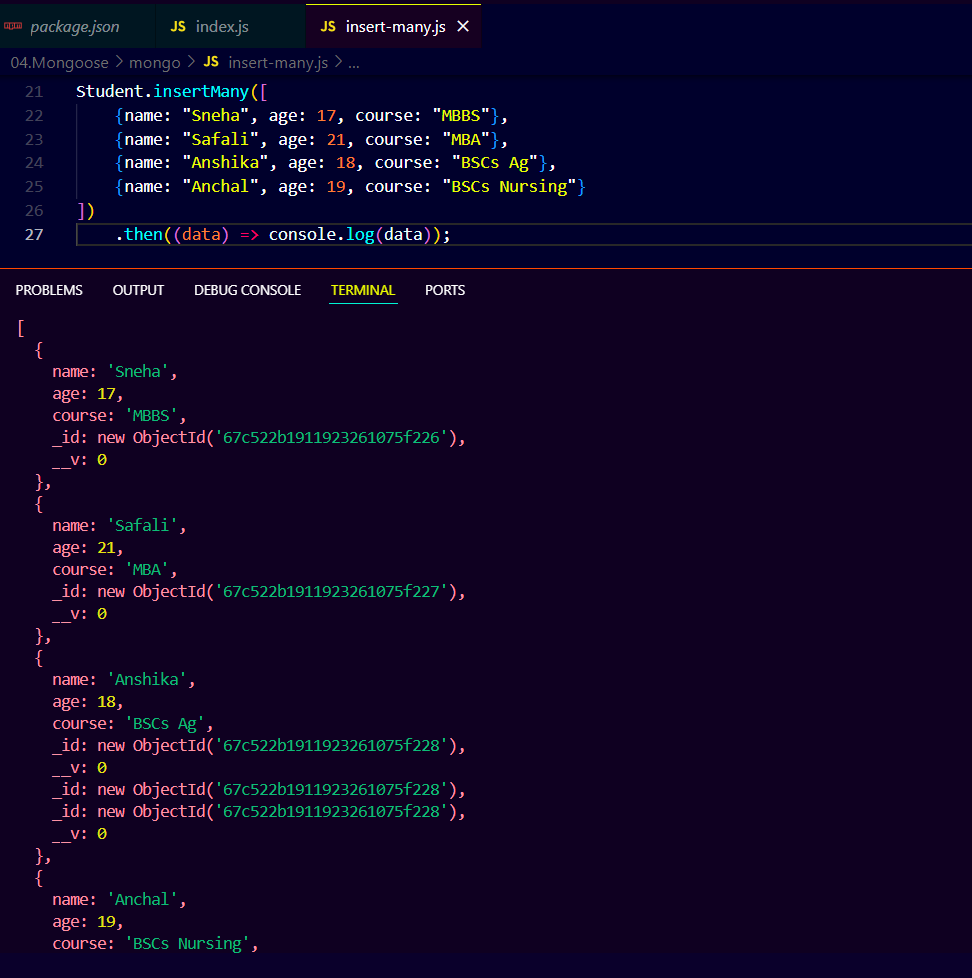 package.json JS index.js JS insert-many.js ×
04.Mongoose > mongo > JS insert-many.js > ...
21 Student.insertMany([
22 {name: "Sneha", age: 17, course: "MBBS"},
23 {name: "Safali", age: 21, course: "MBA"},
24 {name: "Anshika", age: 18, course: "BSCs Ag"},
25 {name: "Anchal", age: 19, course: "BSCs Nursing"}
26 ])
27 .then((data) => console.log(data));
PROBLEMS OUTPUT DEBUG CONSOLE TERMINAL PORTS
[
{
name: 'Sneha',
age: 17,
course: 'MBBS',
_id: new ObjectId('67c522b1911923261075f226'),
__v: 0
},
{
name: 'Safali',
age: 21,
course: 'MBA',
_id: new ObjectId('67c522b1911923261075f227'),
__v: 0
},
{
name: 'Anshika',
age: 18,
course: 'BSCs Ag',
_id: new ObjectId('67c522b1911923261075f228'),
__v: 0
_id: new ObjectId('67c522b1911923261075f228'),
_id: new ObjectId('67c522b1911923261075f228'),
__v: 0
},
{
name: 'Anchal',
age: 19,
course: 'BSCs Nursing',